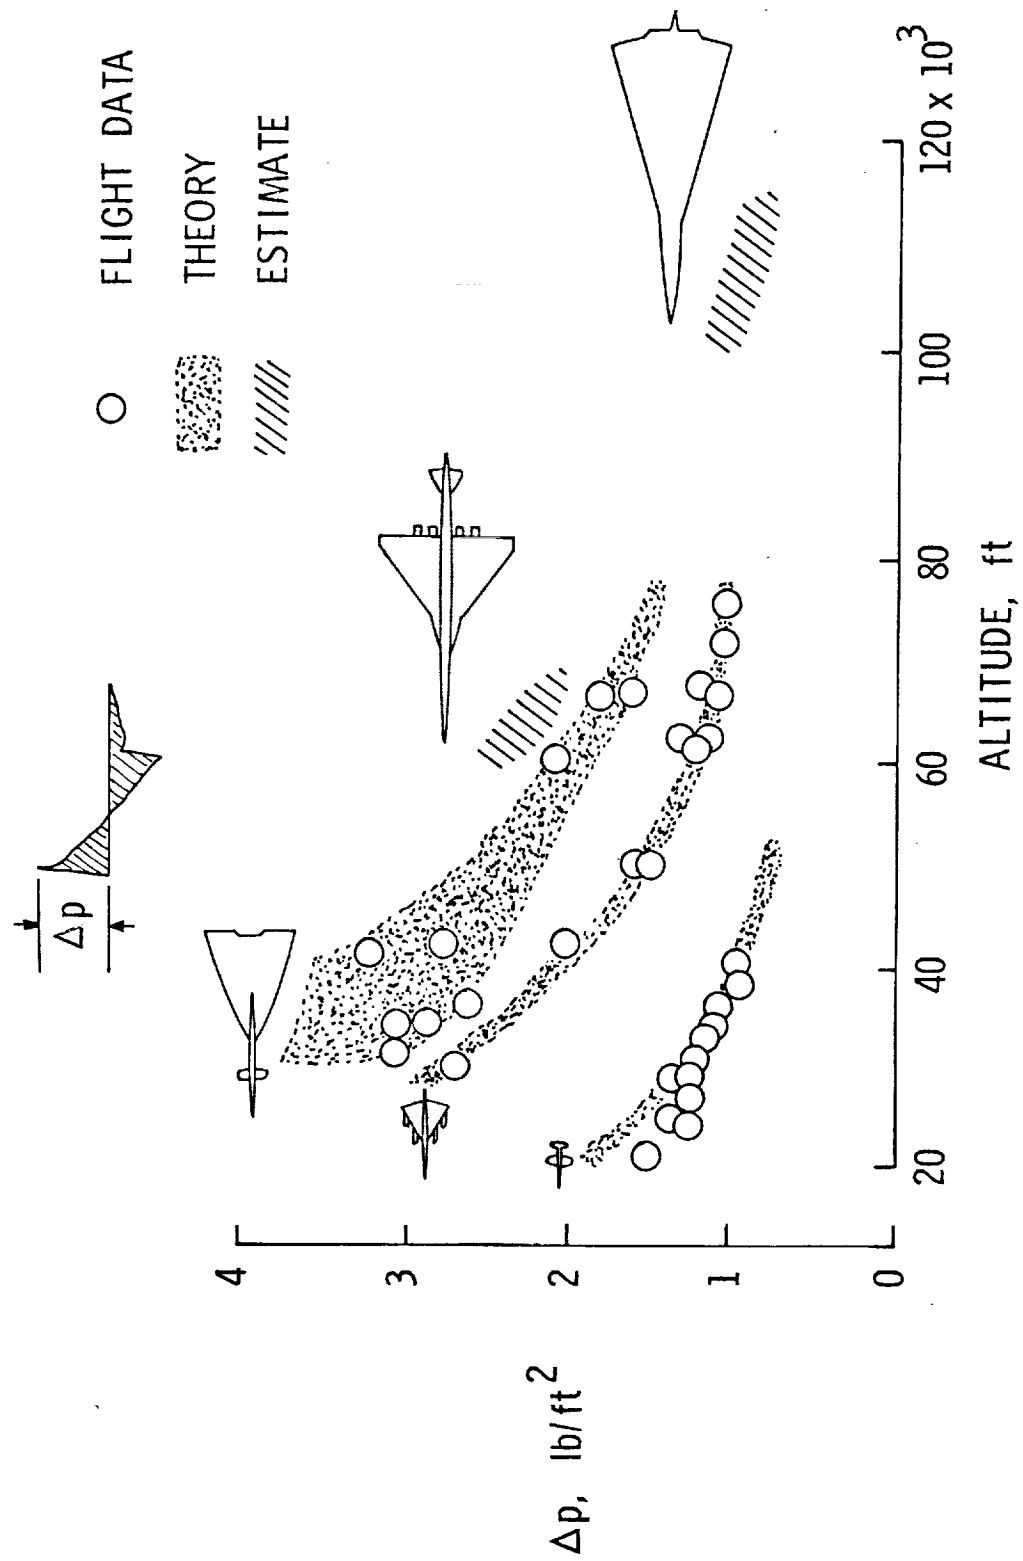 Δp
FLIGHT DATA
THEORY
ESTIMATE
4
3
2
1
0
Δp, lb/ft²
20
40
60
80
100
120 x 10³
ALTITUDE, ft